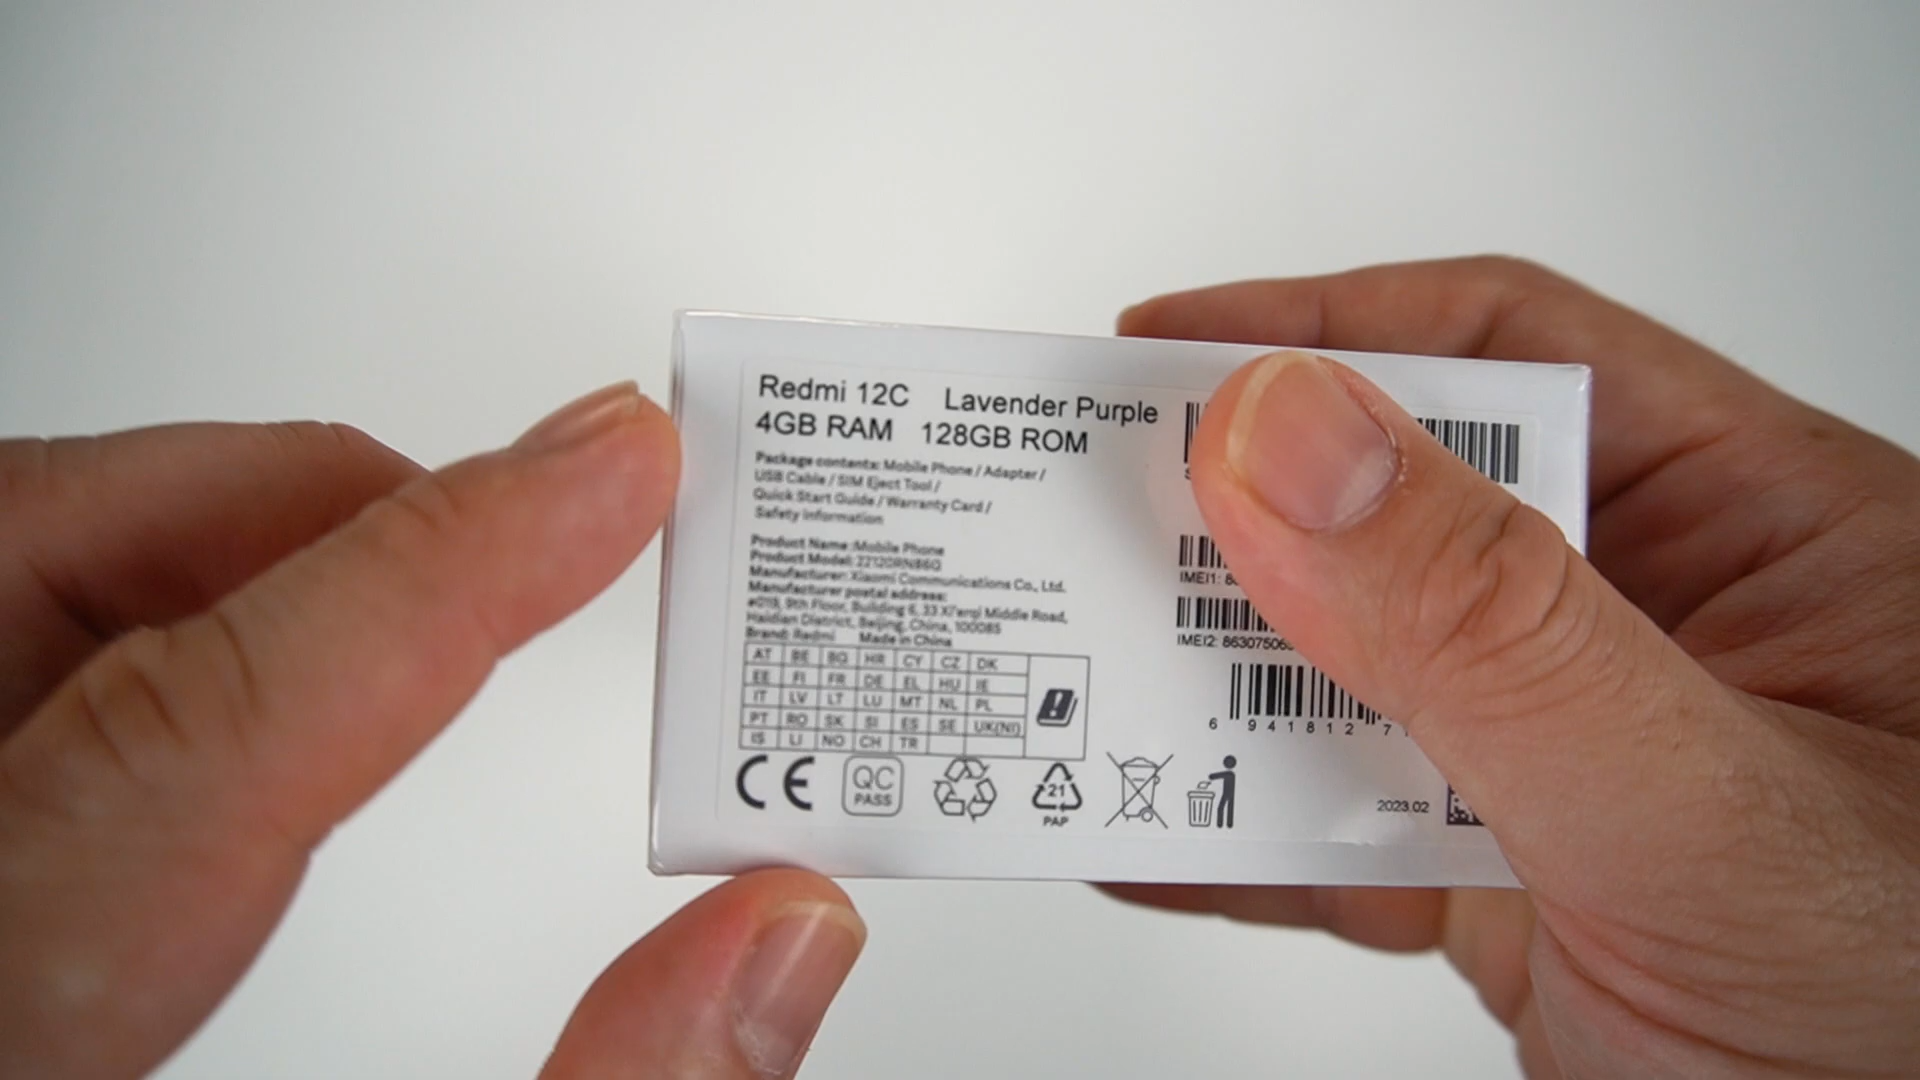 Redmi 12C Lavender Purple
4GB RAM 128GB ROM
Package contents: Mobile Phone / Adapter /
USB Cable / SIM Eject Tool /
Quick Start Guide / Warranty Card /
Safety Information
Product Name: Mobile Phone
Product Model: 22120RN86G
Manufacturer: Xiaomi Communications Co., Ltd.
Manufacturer postal address:
#019, 9th Floor, Building 6, 33 Xi'erqi Middle Road,
Haidian District, Beijing, China, 100085
Brand: Redmi Made in China
AT BE BG HR CY CZ DK
EE FI FR DE EL HU IE
IT LV LT LU MT NL PL
PT RO SK SI ES SE UK(NI)
IS LI NO CH TR
CE QC PASS 21 PAP
IMEI1: 8
IMEI2: 86307506
6 941812 7
2023.02